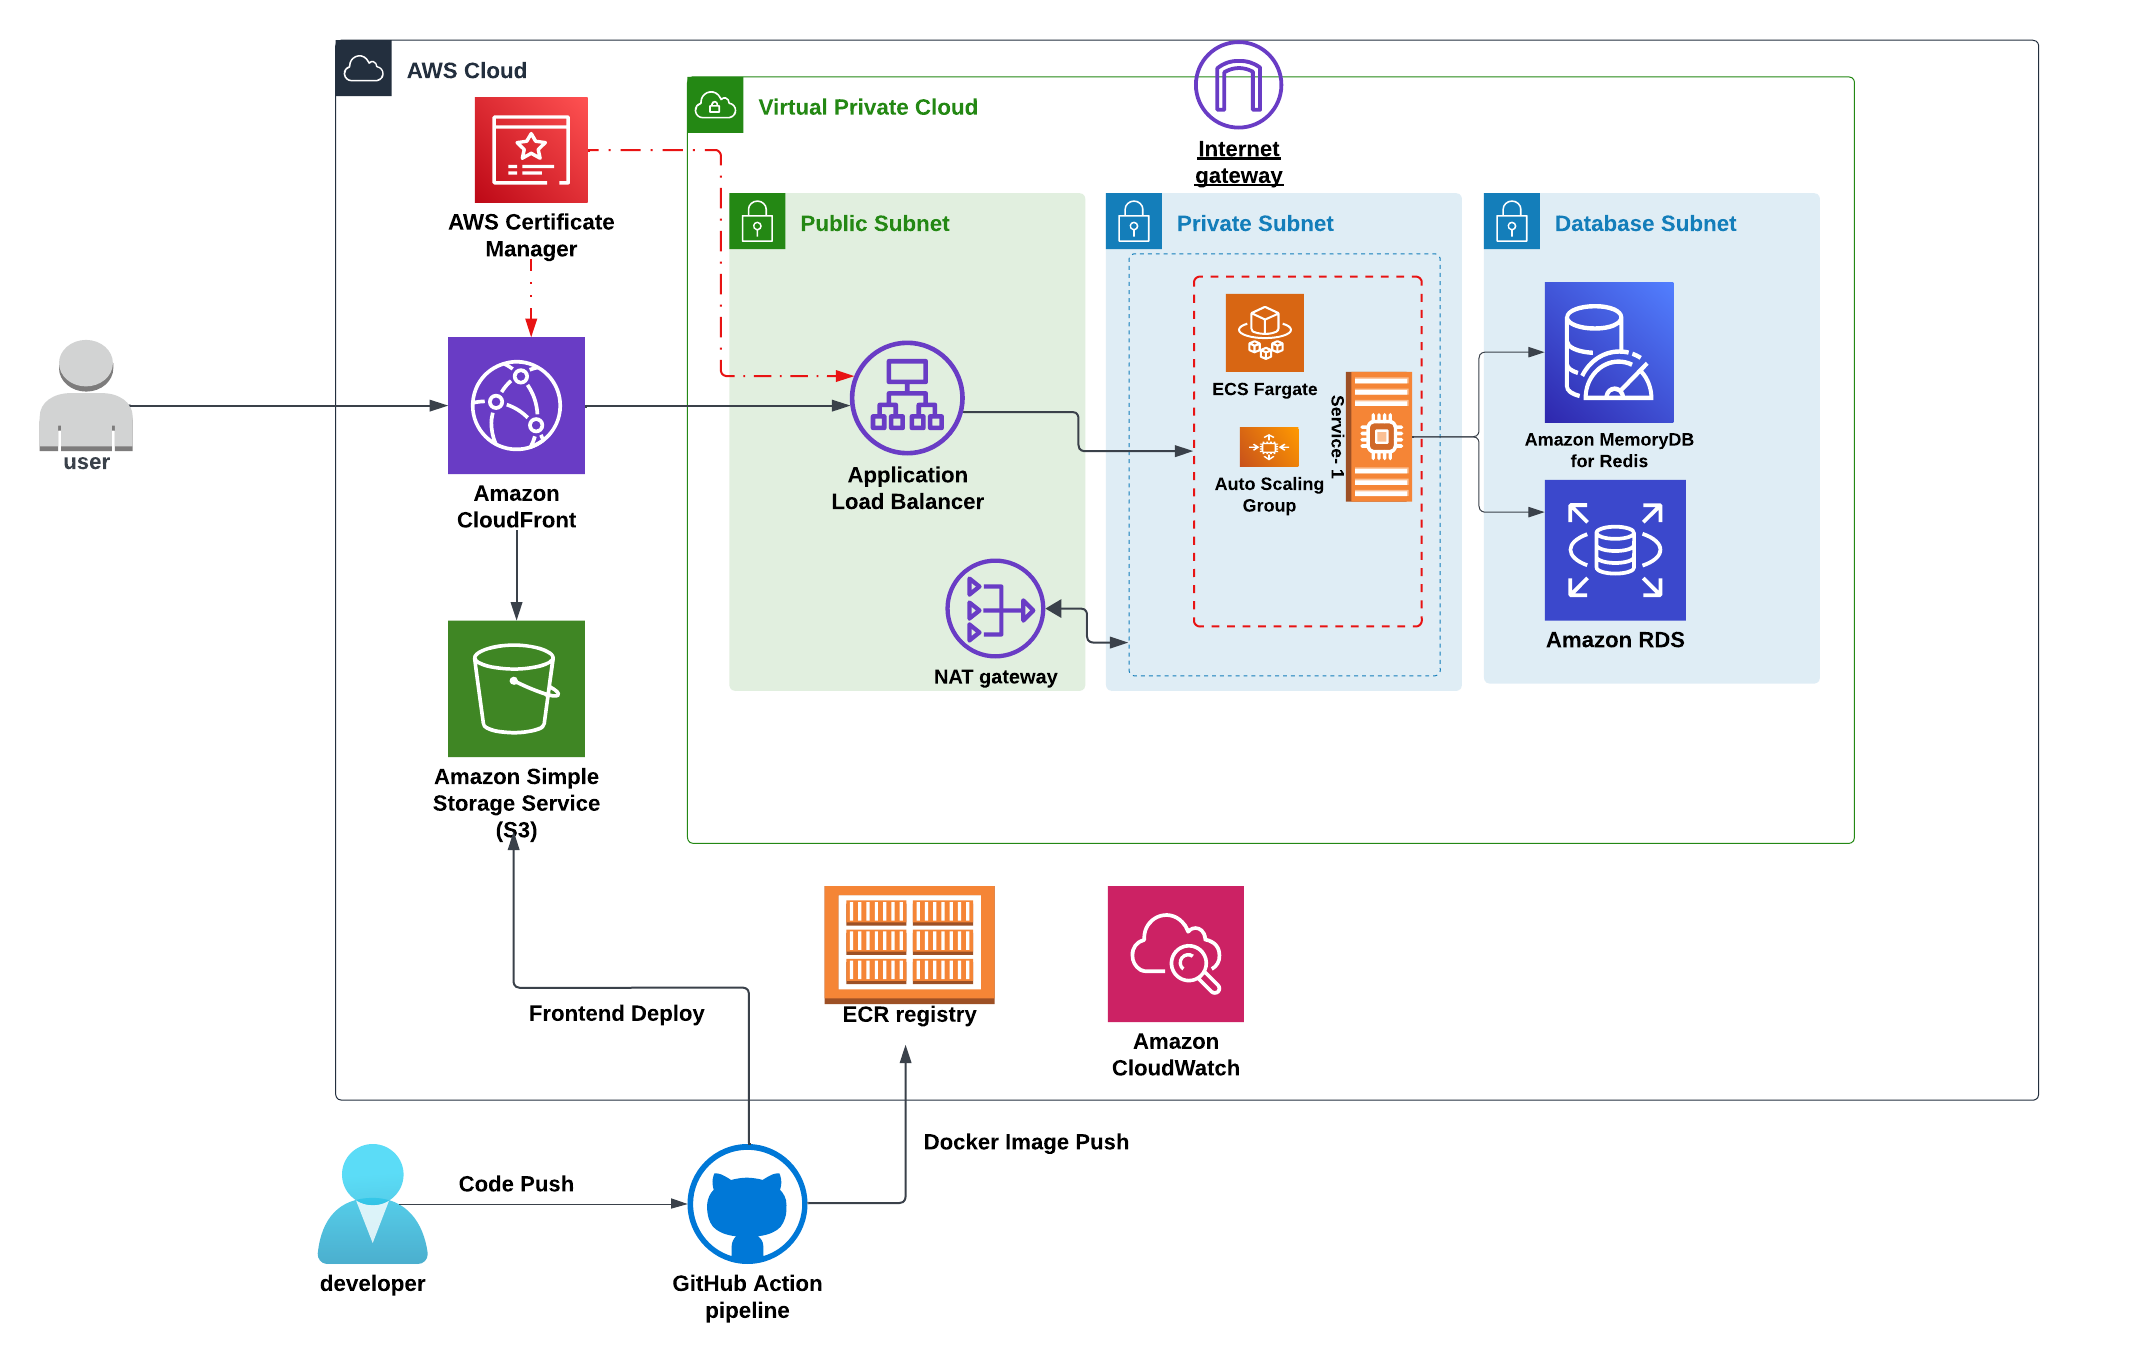 AWS Cloud
Virtual Private Cloud
Internet
gateway
AWS Certificate
Manager
Public Subnet
Private Subnet
Database Subnet
user
Amazon
CloudFront
Application
Load Balancer
ECS Fargate
Auto Scaling
Group
Service- 1
Amazon MemoryDB
for Redis
Amazon RDS
NAT gateway
Amazon Simple
Storage Service
(S3)
Frontend Deploy
ECR registry
Amazon
CloudWatch
Docker Image Push
Code Push
developer
GitHub Action
pipeline